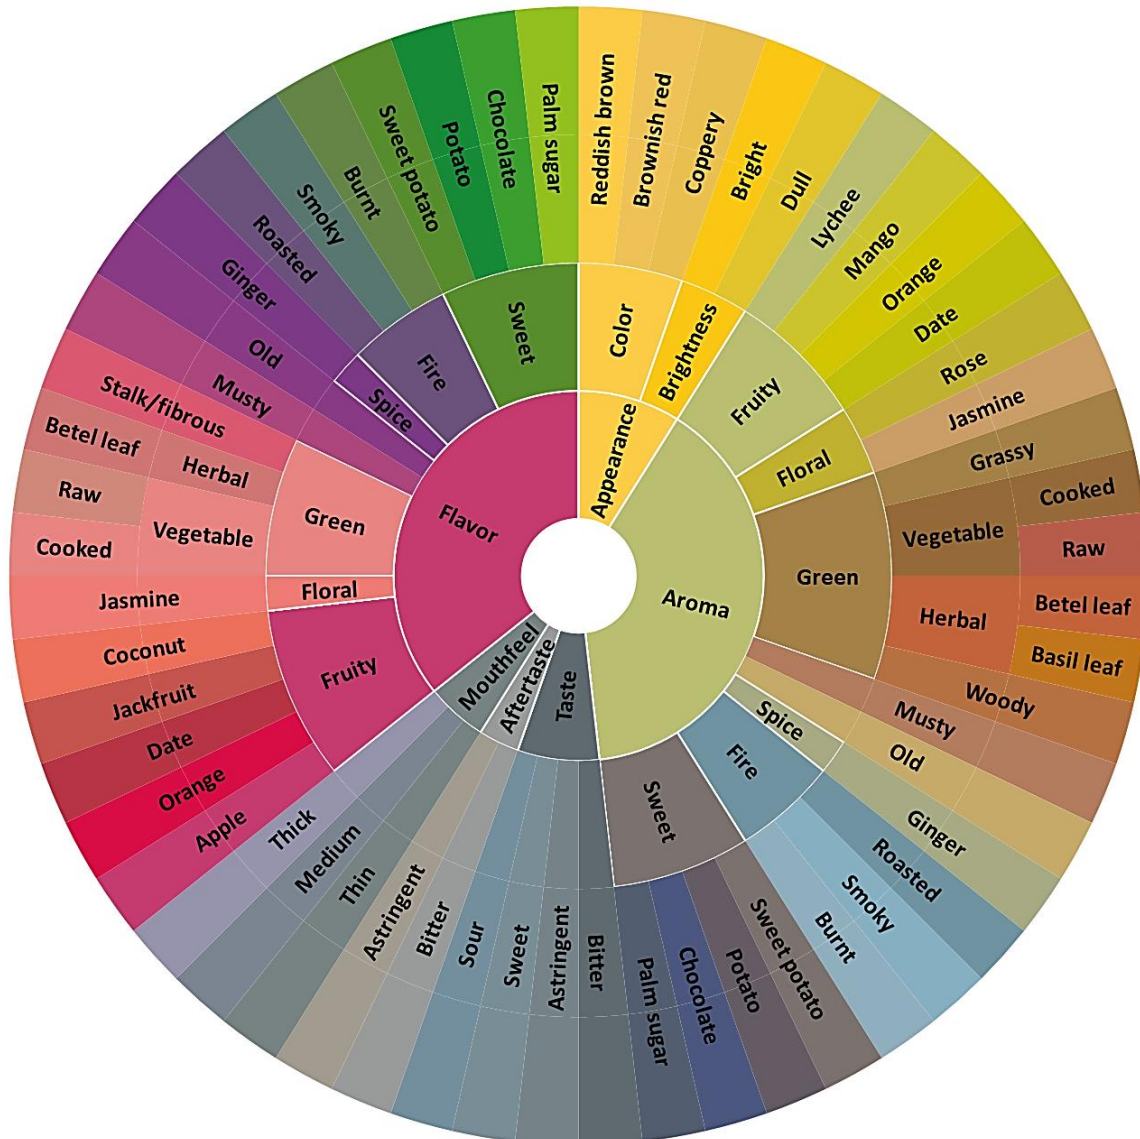 Appearance
Color
Reddish brown
Brownish red
Coppery
Brightness
Bright
Dull
Aroma
Fruity
Lychee
Mango
Orange
Date
Floral
Rose
Jasmine
Green
Grassy
Vegetable
Cooked
Raw
Herbal
Betel leaf
Basil leaf
Woody
Musty
Old
Spice
Ginger
Fire
Roasted
Smoky
Burnt
Sweet
Sweet potato
Potato
Chocolate
Palm sugar
Taste
Bitter
Astringent
Sweet
Sour
Aftertaste
Bitter
Astringent
Mouthfeel
Thin
Medium
Thick
Flavor
Fruity
Apple
Orange
Date
Jackfruit
Coconut
Floral
Jasmine
Green
Vegetable
Cooked
Raw
Herbal
Betel leaf
Stalk/fibrous
Musty
Old
Spice
Ginger
Fire
Roasted
Smoky
Burnt
Sweet
Sweet potato
Potato
Chocolate
Palm sugar